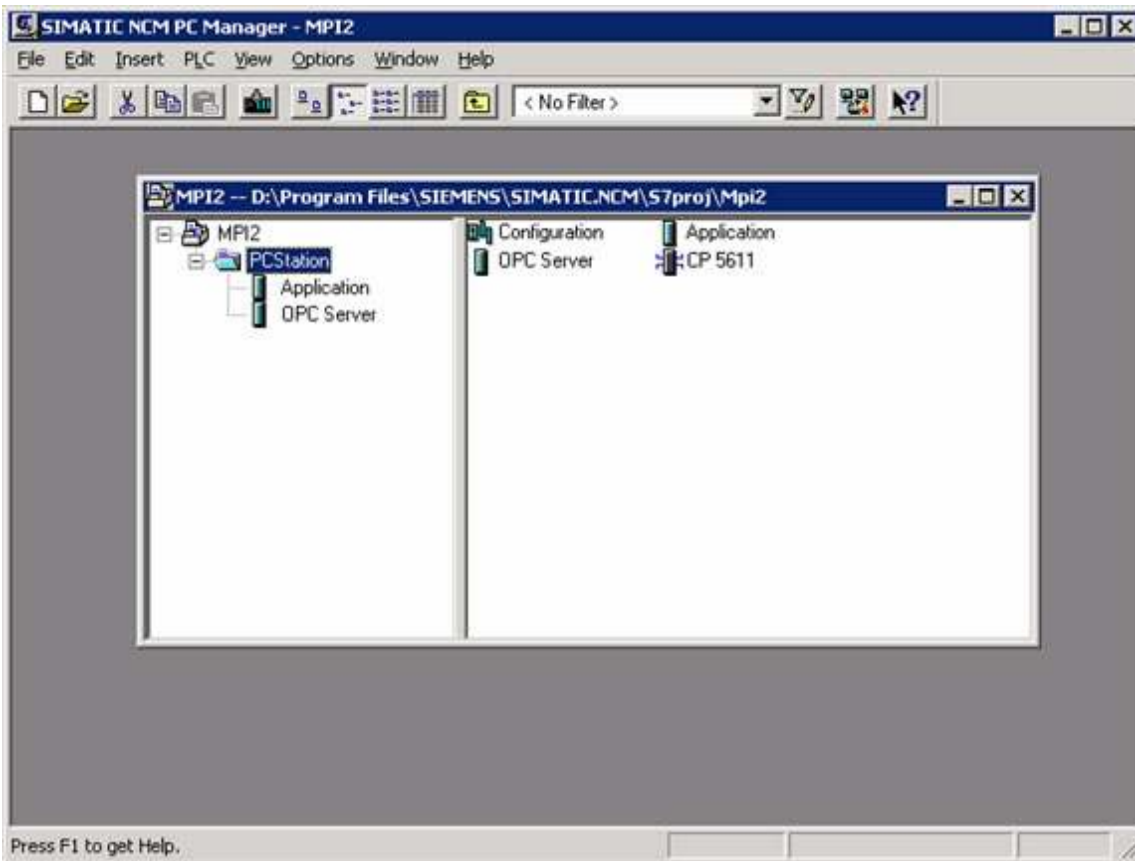 SIMATIC NCM PC Manager - MPI2
File Edit Insert PLC View Options Window Help
< No Filter >
MPI2 -- D:\Program Files\SIEMENS\SIMATIC.NCM\S7proj\Mpi2
MPI2
PCStation
Application
OPC Server
Configuration Application
OPC Server CP 5611
Press F1 to get Help.